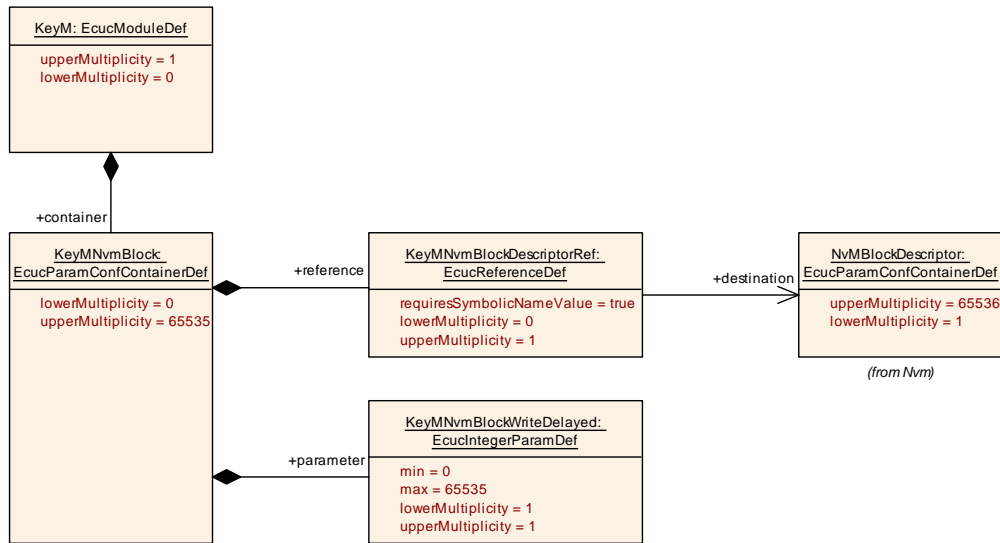 KeyM: EcucModuleDef
upperMultiplicity = 1
lowerMultiplicity = 0
+container
KeyMNvmBlock:
EcucParamConfContainerDef
lowerMultiplicity = 0
upperMultiplicity = 65535
+reference
KeyMNvmBlockDescriptorRef:
EcucReferenceDef
requiresSymbolicNameValue = true
lowerMultiplicity = 0
upperMultiplicity = 1
+destination
NvMBlockDescriptor:
EcucParamConfContainerDef
upperMultiplicity = 65536
lowerMultiplicity = 1
(from Nvm)
+parameter
KeyMNvmBlockWriteDelayed:
EcucIntegerParamDef
min = 0
max = 65535
lowerMultiplicity = 1
upperMultiplicity = 1